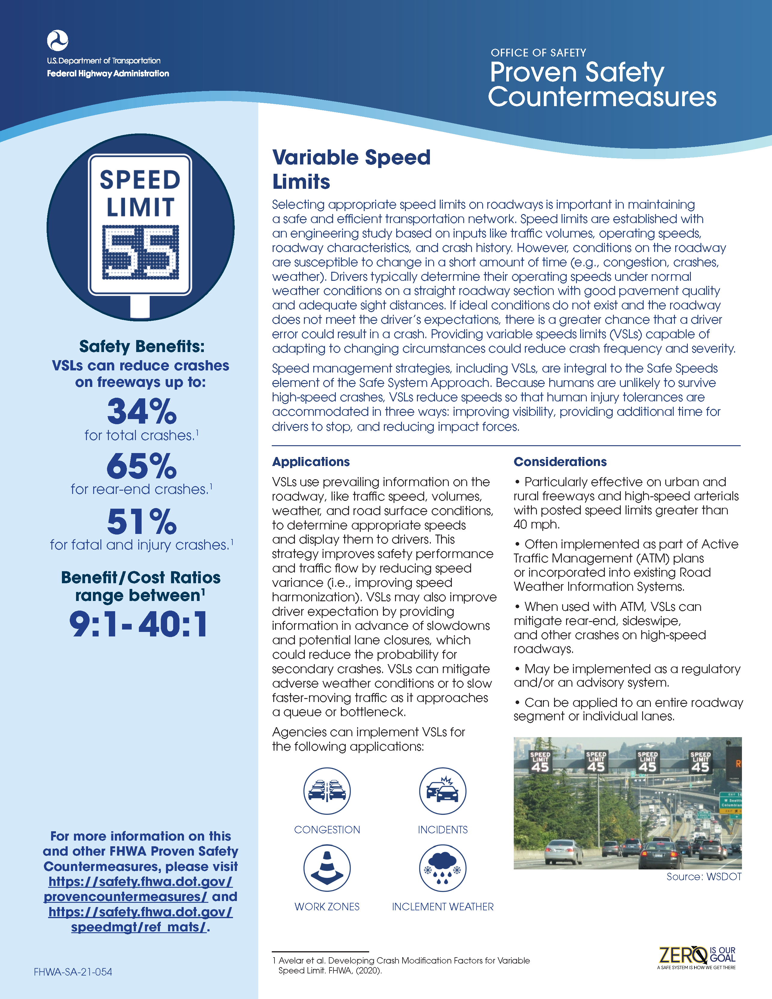 U.S. Department of Transportation
Federal Highway Administration
OFFICE OF SAFETY
Proven Safety
Countermeasures
SPEED
LIMIT
55
Safety Benefits:
VSLs can reduce crashes
on freeways up to:
34%
for total crashes.1
65%
for rear-end crashes.1
51%
for fatal and injury crashes.1
Benefit/Cost Ratios
range between1
9:1- 40:1
For more information on this
and other FHWA Proven Safety
Countermeasures, please visit
https://safety.fhwa.dot.gov/
provencountermeasures/ and
https://safety.fhwa.dot.gov/
speedmgt/ref_mats/.
FHWA-SA-21-054
Variable Speed
Limits
Selecting appropriate speed limits on roadways is important in maintaining
a safe and efficient transportation network. Speed limits are established with
an engineering study based on inputs like traffic volumes, operating speeds,
roadway characteristics, and crash history. However, conditions on the roadway
are susceptible to change in a short amount of time (e.g., congestion, crashes,
weather). Drivers typically determine their operating speeds under normal
weather conditions on a straight roadway section with good pavement quality
and adequate sight distances. If ideal conditions do not exist and the roadway
does not meet the driver's expectations, there is a greater chance that a driver
error could result in a crash. Providing variable speeds limits (VSLs) capable of
adapting to changing circumstances could reduce crash frequency and severity.
Speed management strategies, including VSLs, are integral to the Safe Speeds
element of the Safe System Approach. Because humans are unlikely to survive
high-speed crashes, VSLs reduce speeds so that human injury tolerances are
accommodated in three ways: improving visibility, providing additional time for
drivers to stop, and reducing impact forces.
Applications
VSLs use prevailing information on the
roadway, like traffic speed, volumes,
weather, and road surface conditions,
to determine appropriate speeds
and display them to drivers. This
strategy improves safety performance
and traffic flow by reducing speed
variance (i.e., improving speed
harmonization). VSLs may also improve
driver expectation by providing
information in advance of slowdowns
and potential lane closures, which
could reduce the probability for
secondary crashes. VSLs can mitigate
adverse weather conditions or to slow
faster-moving traffic as it approaches
a queue or bottleneck.
Agencies can implement VSLs for
the following applications:
CONGESTION
INCIDENTS
WORK ZONES
INCLEMENT WEATHER
Considerations
• Particularly effective on urban and
rural freeways and high-speed arterials
with posted speed limits greater than
40 mph.
• Often implemented as part of Active
Traffic Management (ATM) plans
or incorporated into existing Road
Weather Information Systems.
• When used with ATM, VSLs can
mitigate rear-end, sideswipe,
and other crashes on high-speed
roadways.
• May be implemented as a regulatory
and/or an advisory system.
• Can be applied to an entire roadway
segment or individual lanes.
SPEED LIMIT 45
SPEED LIMIT 45
SPEED LIMIT 45
SPEED LIMIT 45
R
EXIT 16
W Seattl
Columbian
EXIT
Source: WSDOT
1 Avelar et al. Developing Crash Modification Factors for Variable
Speed Limit. FHWA, (2020).
ZERO IS OUR
GOAL
A SAFE SYSTEM IS HOW WE GET THERE